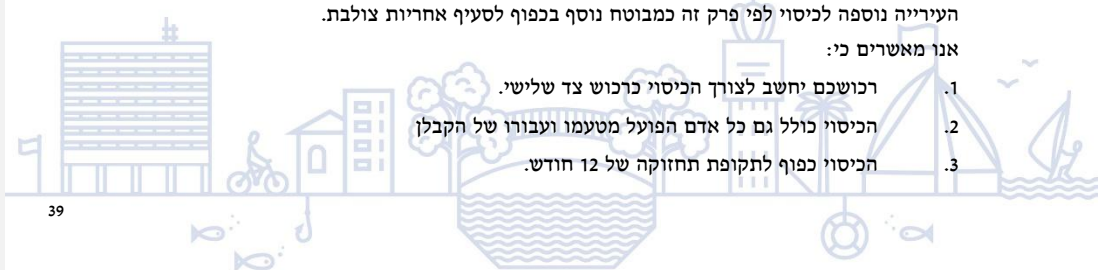 העירייה נוספה לכיסוי לפי פרק זה כמבוטח נוסף בכפוף לסעיף אחריות צולבת.
אנו מאשרים כי:
1. רכושכם יחשב לצורך הכיסוי כרכוש צד שלישי.
2. הכיסוי כולל גם כל אדם הפועל מטעמו ועבורו של הקבלן
3. הכיסוי כפוף לתקופת תחזוקה של 12 חודש.
39